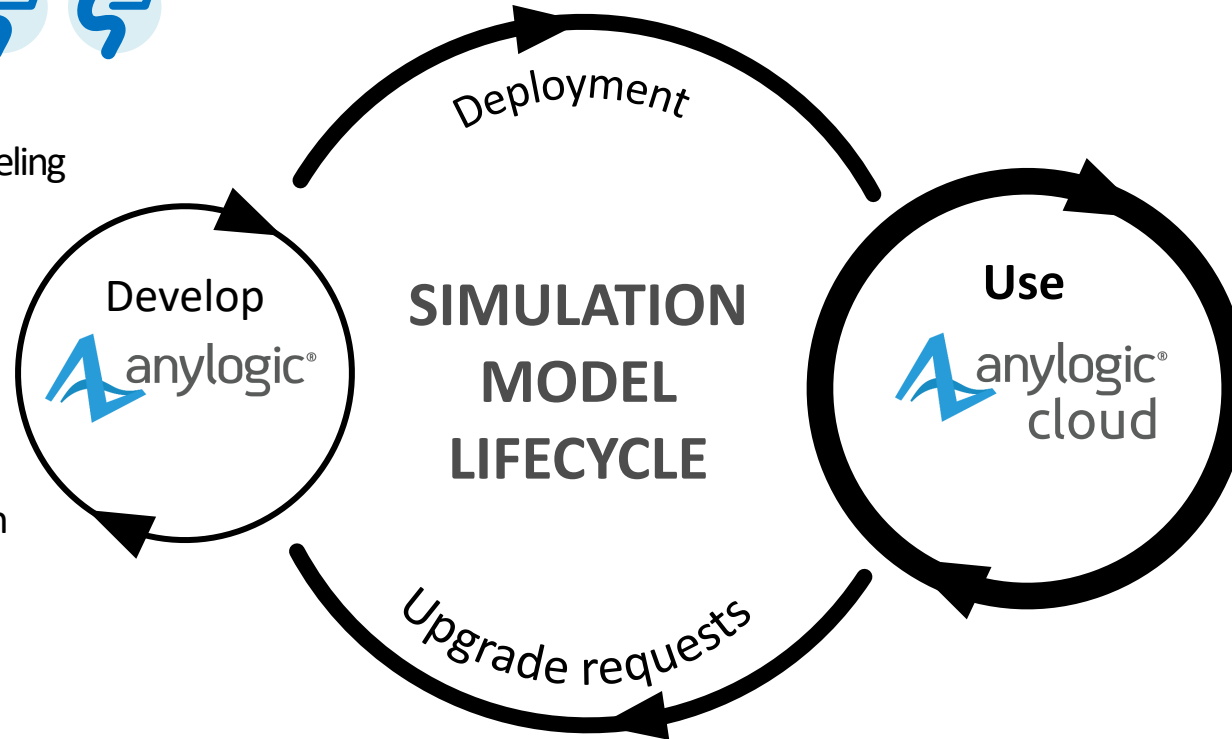 Deployment
eling
Develop
anylogic®
SIMULATION
MODEL
LIFECYCLE
Use
anylogic®
cloud
n
Upgrade requests